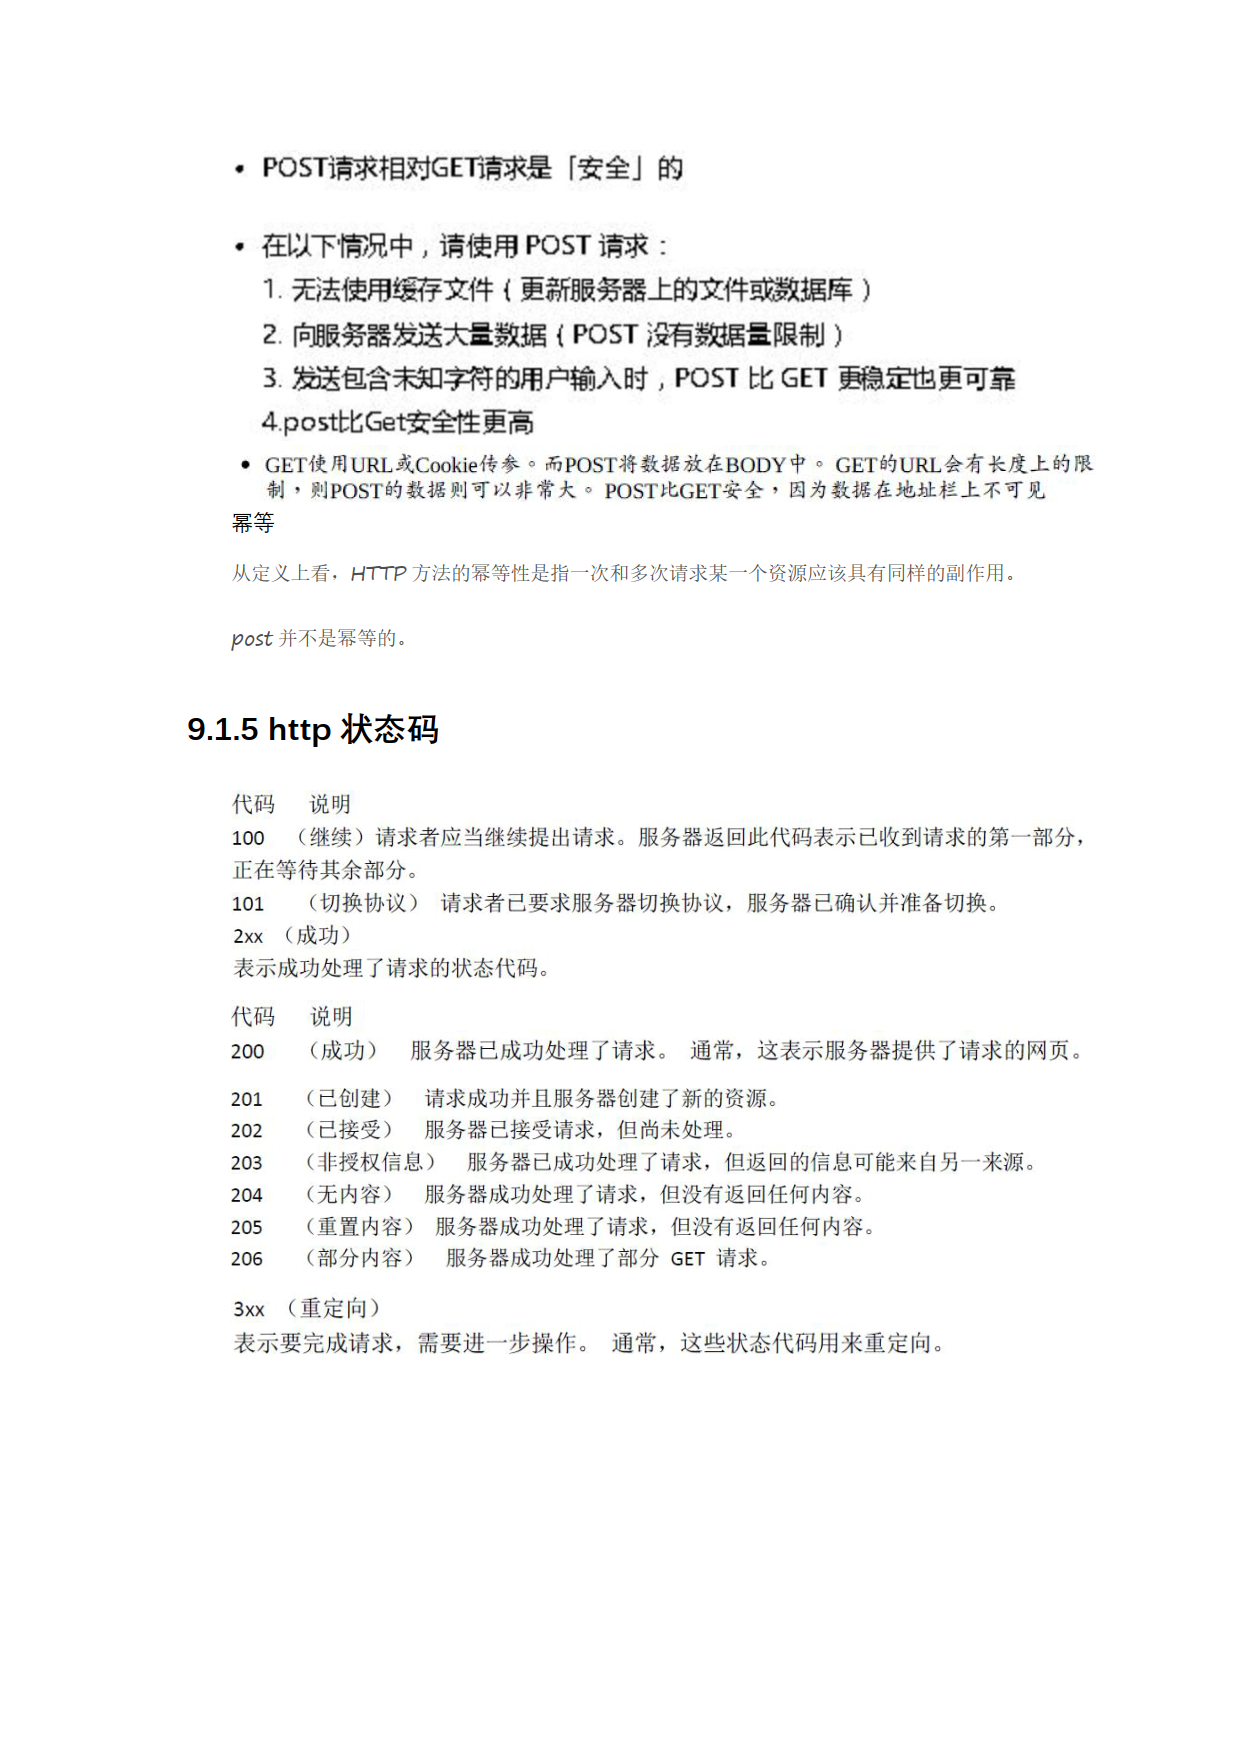 • POST请求相对GET请求是「安全」的
• 在以下情况中，请使用 POST 请求：
1. 无法使用缓存文件（更新服务器上的文件或数据库）
2. 向服务器发送大量数据（POST 没有数据量限制）
3. 发送包含未知字符的用户输入时，POST 比 GET 更稳定也更可靠
4.post比Get安全性更高
• GET使用URL或Cookie传参。而POST将数据放在BODY中。 GET的URL会有长度上的限
制，则POST的数据则可以非常大。 POST比GET安全，因为数据在地址栏上不可见
幂等
从定义上看，HTTP 方法的幂等性是指一次和多次请求某一个资源应该具有同样的副作用。
post 并不是幂等的。
9.1.5 http 状态码
代码 说明
100 （继续）请求者应当继续提出请求。服务器返回此代码表示已收到请求的第一部分，
正在等待其余部分。
101 （切换协议） 请求者已要求服务器切换协议，服务器已确认并准备切换。
2xx （成功）
表示成功处理了请求的状态代码。
代码 说明
200 （成功） 服务器已成功处理了请求。 通常，这表示服务器提供了请求的网页。
201 （已创建） 请求成功并且服务器创建了新的资源。
202 （已接受） 服务器已接受请求，但尚未处理。
203 （非授权信息） 服务器已成功处理了请求，但返回的信息可能来自另一来源。
204 （无内容） 服务器成功处理了请求，但没有返回任何内容。
205 （重置内容） 服务器成功处理了请求，但没有返回任何内容。
206 （部分内容） 服务器成功处理了部分 GET 请求。
3xx （重定向）
表示要完成请求，需要进一步操作。 通常，这些状态代码用来重定向。